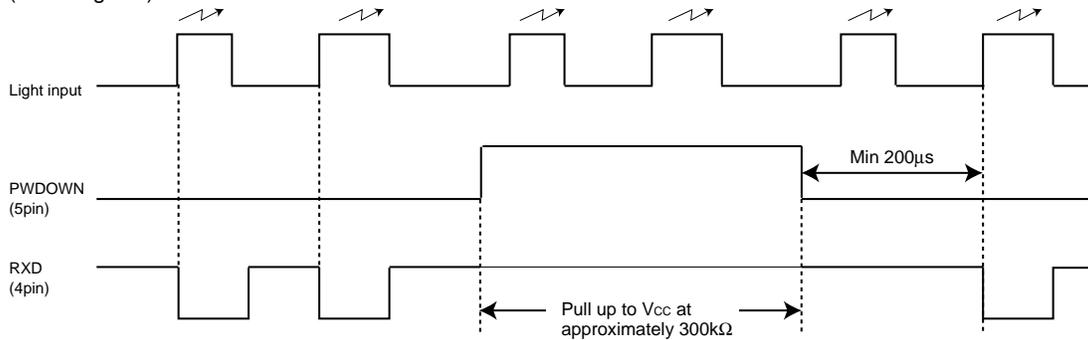 Light input
PWDOWN
(5pin)
Min 200μs
RXD
(4pin)
Pull up to Vcc at
approximately 300kΩ